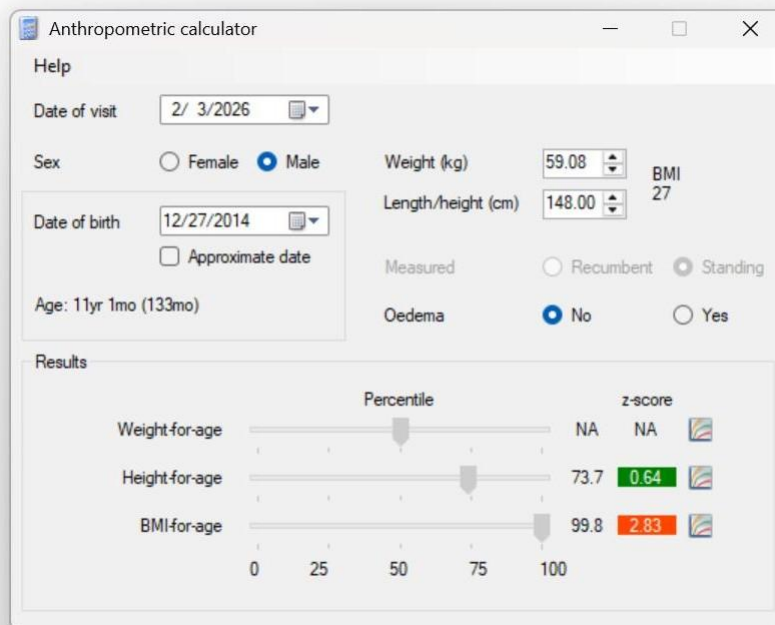 Anthropometric calculator
Help
Date of visit 2/ 3/2026
Sex Female Male
Date of birth 12/27/2014
Approximate date
Age: 11yr 1mo (133mo)
Weight (kg) 59.08
Length/height (cm) 148.00
BMI
27
Measured Recumbent Standing
Oedema No Yes
Results
Percentile z-score
Weight-for-age NA NA
Height-for-age 73.7 0.64
BMI-for-age 99.8 2.83
0 25 50 75 100